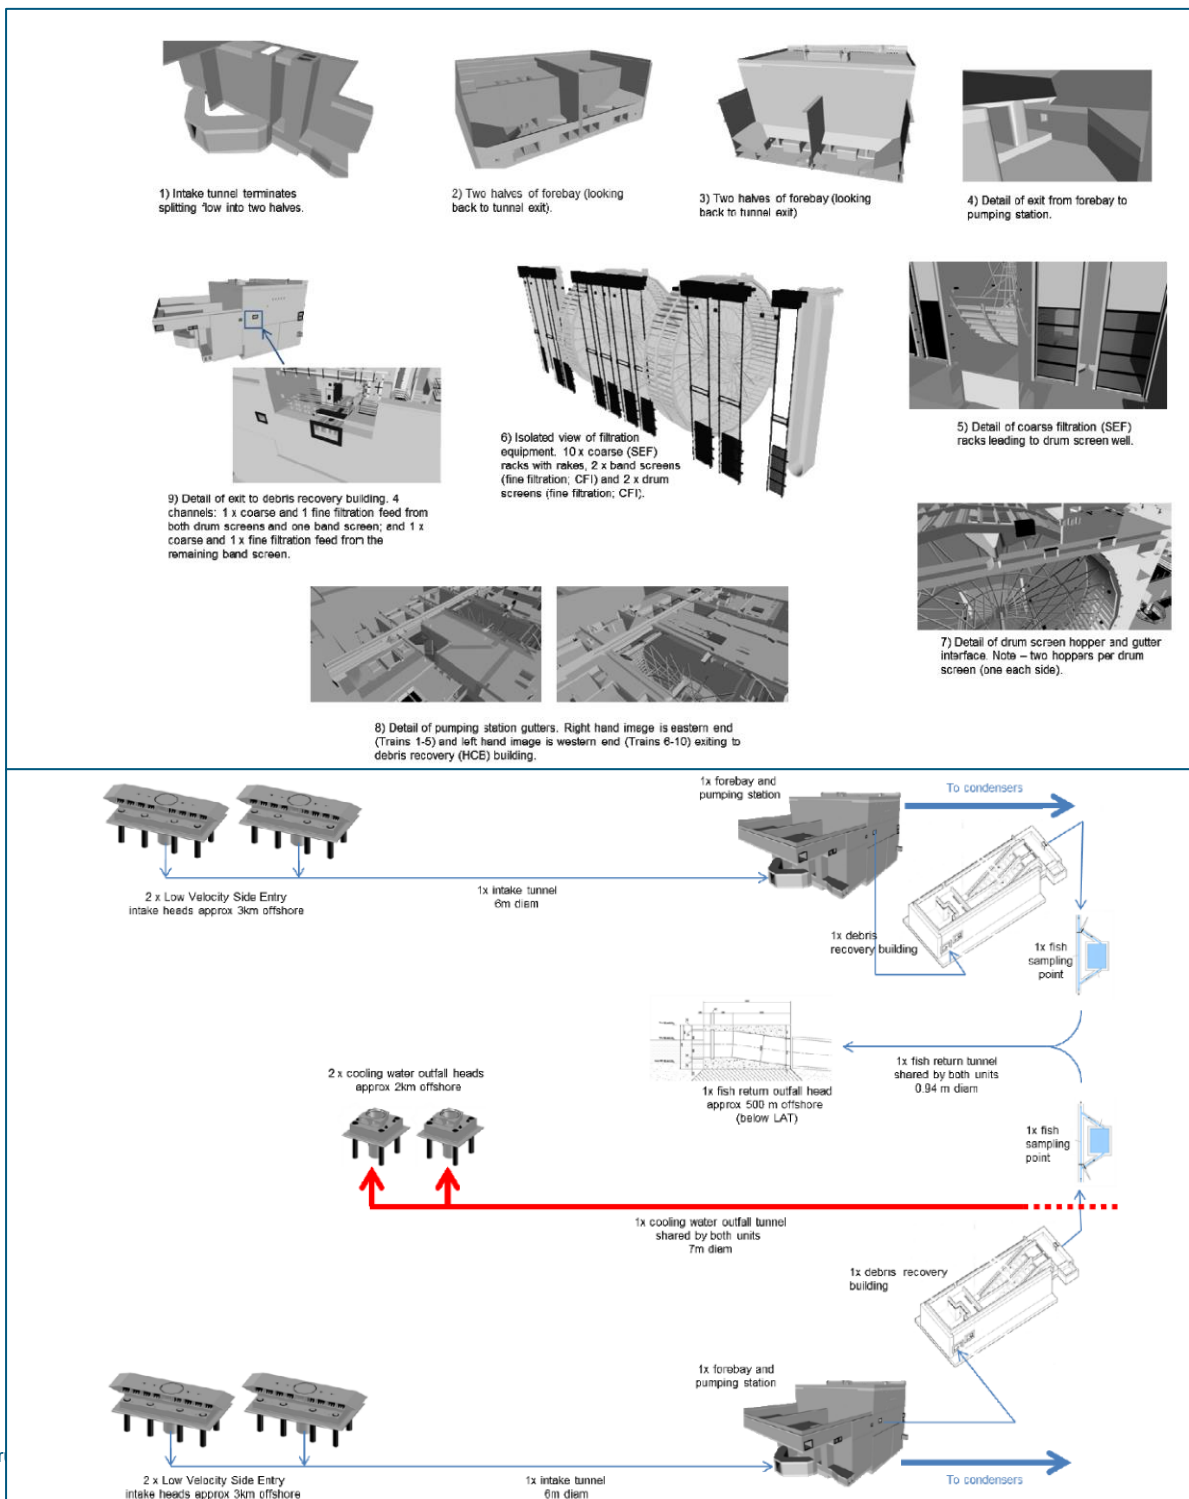 1) Intake tunnel terminates
splitting flow into two halves.
2) Two halves of forebay (looking
back to tunnel exit).
3) Two halves of forebay (looking
back to tunnel exit)
4) Detail of exit from forebay to
pumping station.
5) Detail of coarse filtration (SEF)
racks leading to drum screen well.
6) Isolated view of filtration
equipment. 10 x coarse (SEF)
racks with rakes, 2 x band screens
(fine filtration; CFI) and 2 x drum
screens (fine filtration; CFI).
9) Detail of exit to debris recovery building. 4
channels: 1 x coarse and 1 fine filtration feed from
both drum screens and one band screen; and 1 x
coarse and 1 x fine filtration feed from the
remaining band screen.
7) Detail of drum screen hopper and gutter
interface. Note – two hoppers per drum
screen (one each side).
8) Detail of pumping station gutters. Right hand image is eastern end
(Trains 1-5) and left hand image is western end (Trains 6-10) exiting to
debris recovery (HCB) building.
1x forebay and
pumping station
To condensers
2 x Low Velocity Side Entry
intake heads approx 3km offshore
1x intake tunnel
6m diam
1x debris
recovery building
1x fish
sampling
point
2 x cooling water outfall heads
approx 2km offshore
1x fish return outfall head
approx 500 m offshore
(below LAT)
1x fish return tunnel
shared by both units
0.94 m diam
1x fish
sampling
point
1x cooling water outfall tunnel
shared by both units
7m diam
1x debris recovery
building
1x forebay and
pumping station
2 x Low Velocity Side Entry
intake heads approx 3km offshore
1x intake tunnel
6m diam
To condensers